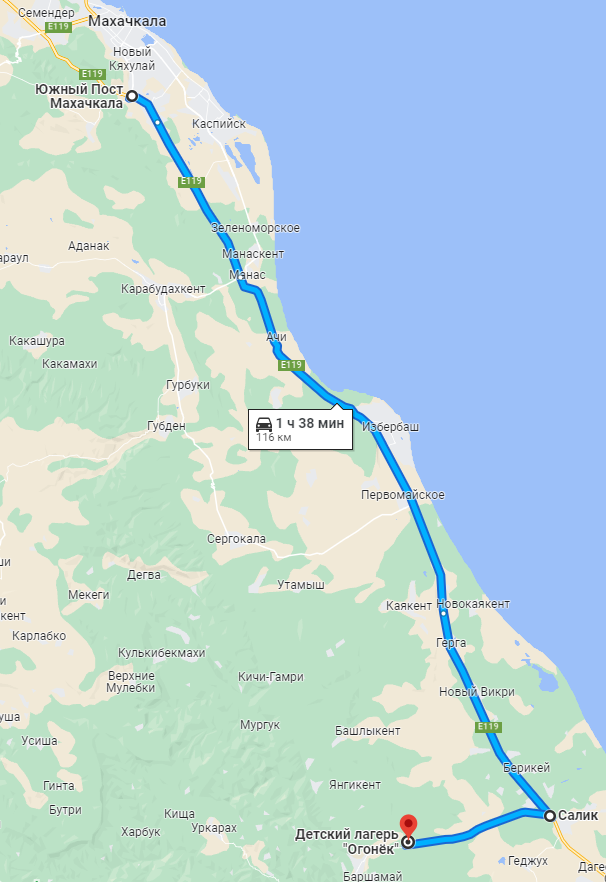 Семендер
Махачкала
E119
Новый
Кяхулай
E119
Южный Пост
Махачкала
Каспийск
E119
Зеленоморское
Аданак
Манаскент
Манас
Карабудахкент
Ачи
Какашура
Какамахи
E119
Гурбуки
1 ч 38 мин
116 км
Губден
Избербаш
Первомайское
Сергокала
Дегва
Утамыш
Мекеги
Каякент
Новокаякент
Карлабко
Герга
Кулькибекмахи
Верхние
Мулебки
Кичи-Гамри
Новый Викри
Мургук
Башлыкент
E119
Усиша
Берикей
Гинта
Янгикент
Бутри
Кища
Салик
Харбук
Уркарах
Детский лагерь
"Огонёк"
Геджух
Баршамай